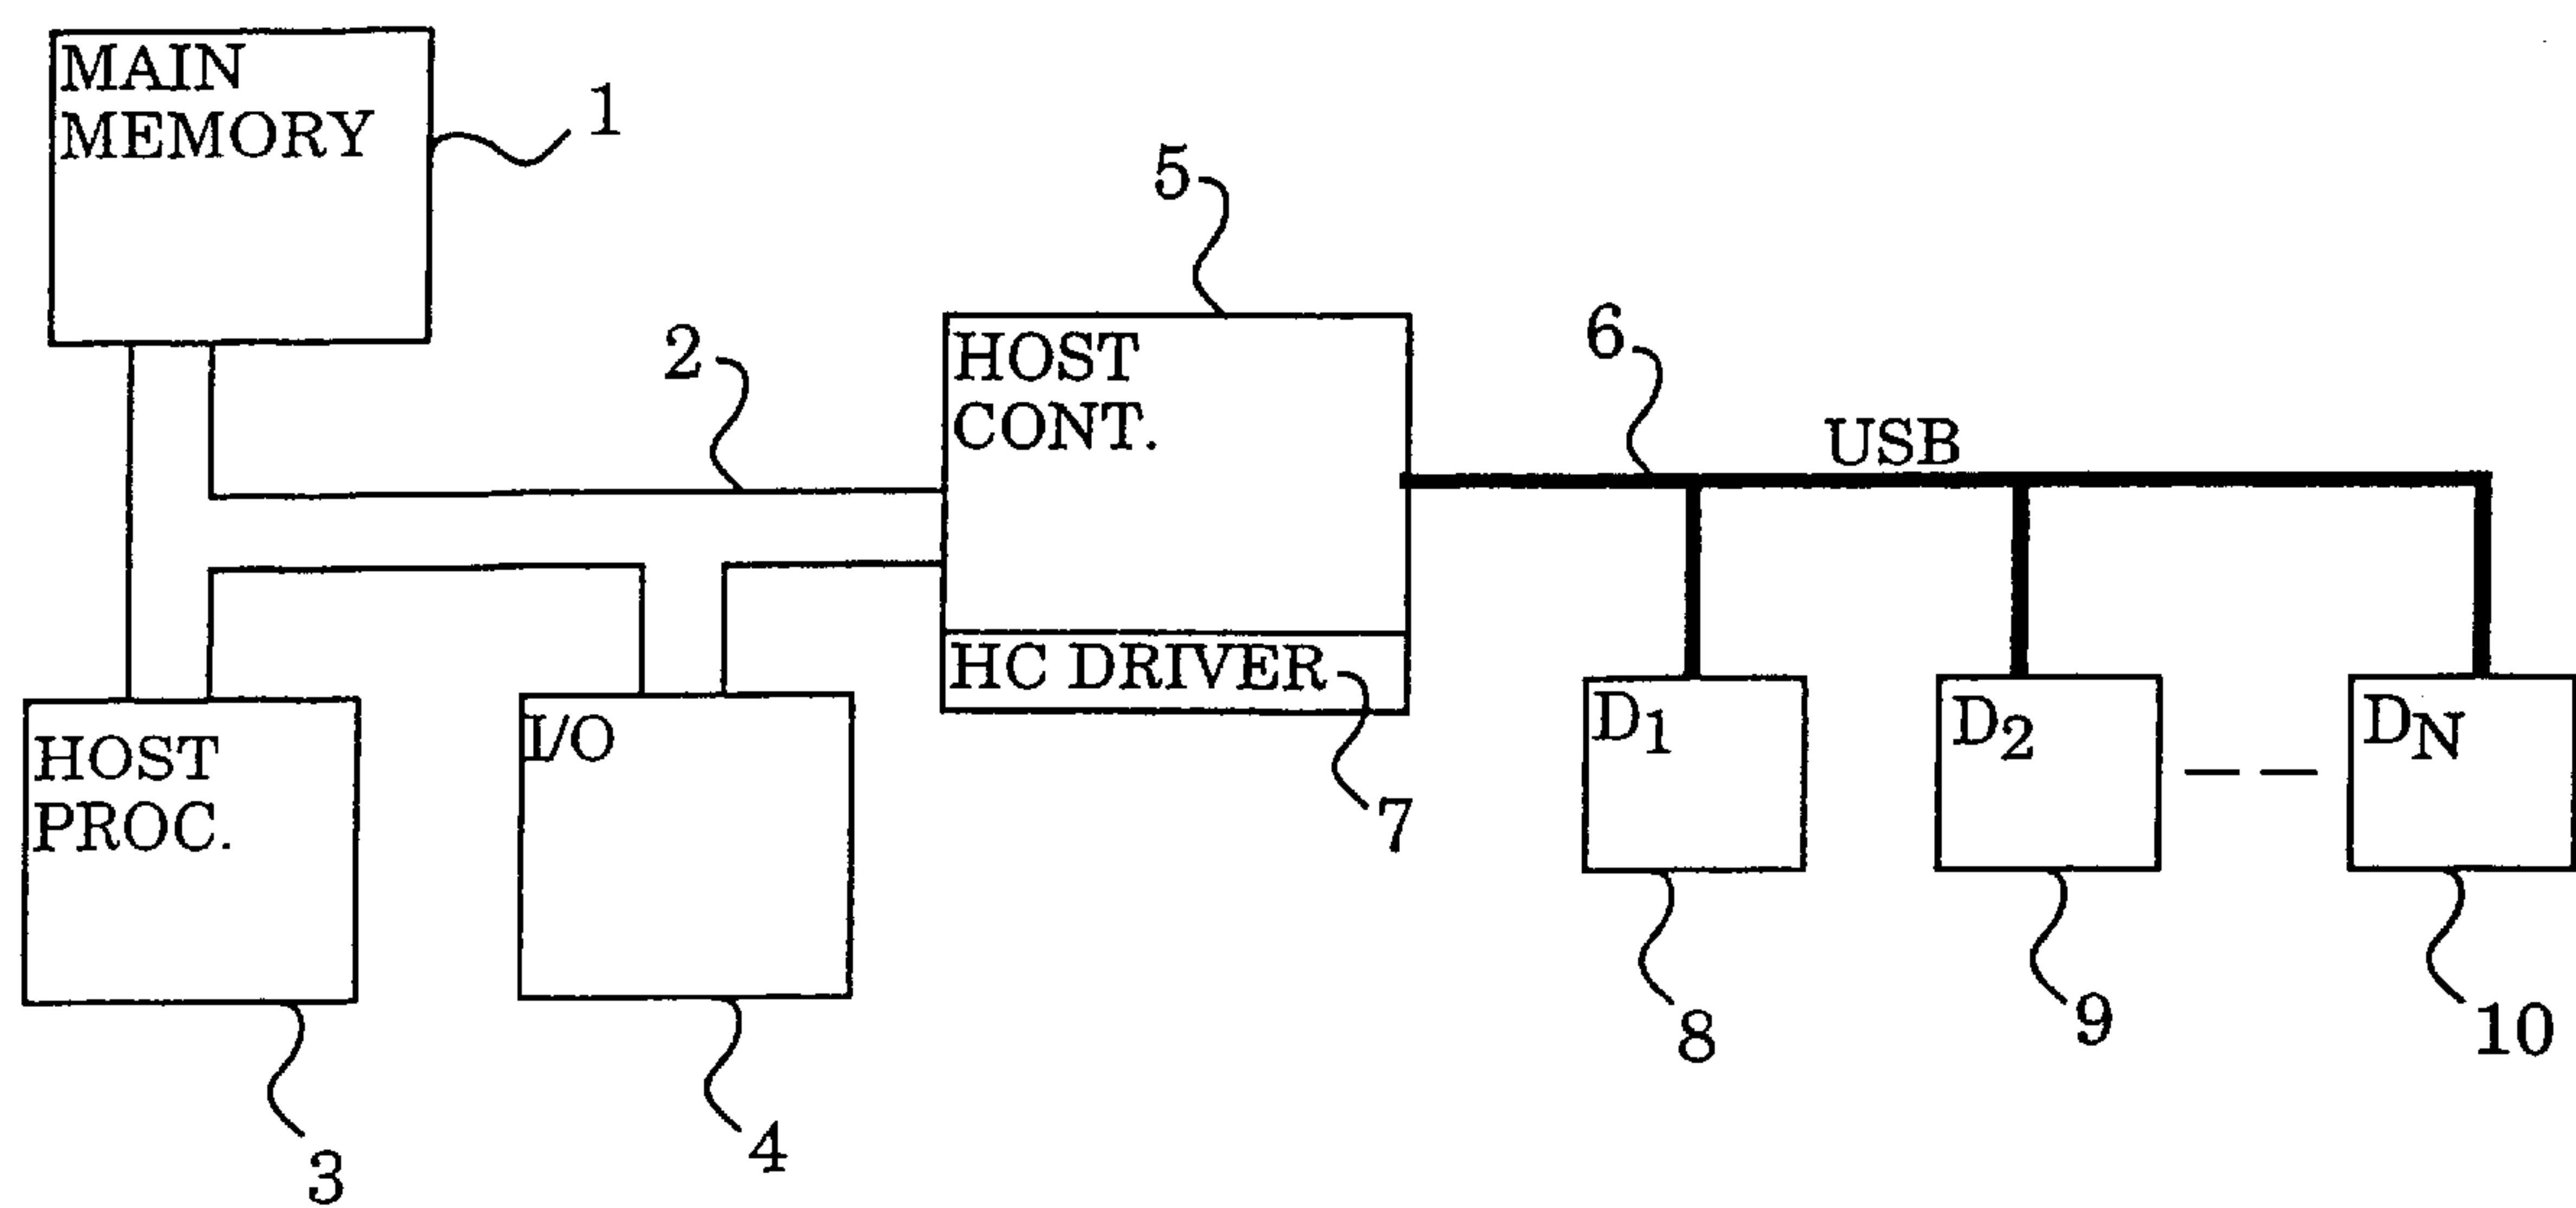 MAIN
MEMORY
1
5
2
HOST
CONT.
6
USB
HC DRIVER
7
HOST
PROC.
I/O
D1
D2
DN
3
4
8
9
10